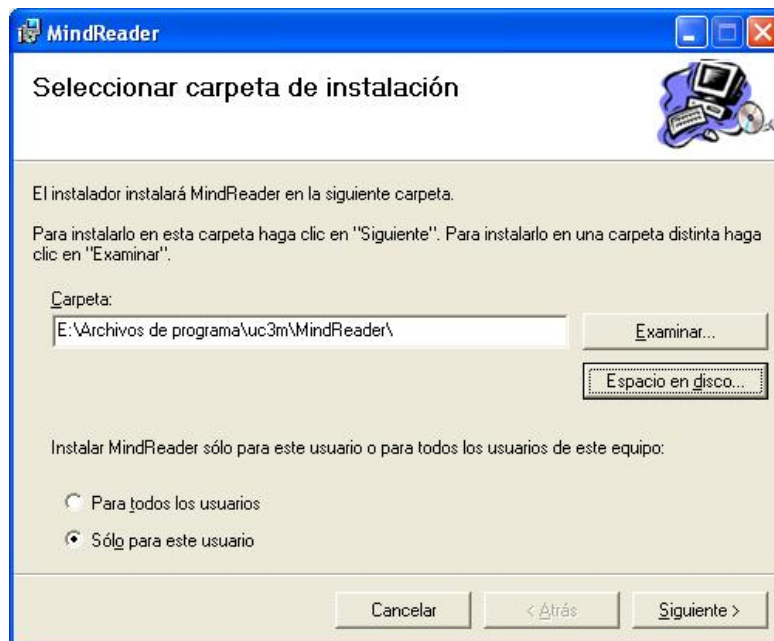 MindReader
Seleccionar carpeta de instalación
El instalador instalará MindReader en la siguiente carpeta.
Para instalarlo en esta carpeta haga clic en "Siguiente". Para instalarlo en una carpeta distinta haga
clic en "Examinar".
Carpeta:
E:\Archivos de programa\uc3m\MindReader\
Examinar...
Espacio en disco...
Instalar MindReader sólo para este usuario o para todos los usuarios de este equipo:
Para todos los usuarios
Sólo para este usuario
Cancelar
< Atrás
Siguiente >